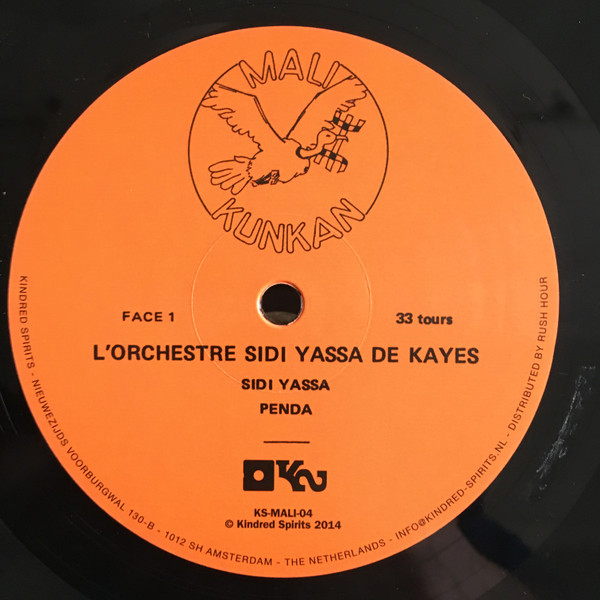 MALI
KUNKAN
FACE 1
33 tours
L'ORCHESTRE SIDI YASSA DE KAYES
SIDI YASSA
PENDA
KS-MALI-04
© Kindred Spirits 2014
KINDRED SPIRITS - NIEUWEZIJDS VOORBURGWAL 130-B - 1012 SH AMSTERDAM - THE NETHERLANDS - INFO@KINDRED-SPIRITS.NL - DISTRIBUTED BY RUSH HOUR